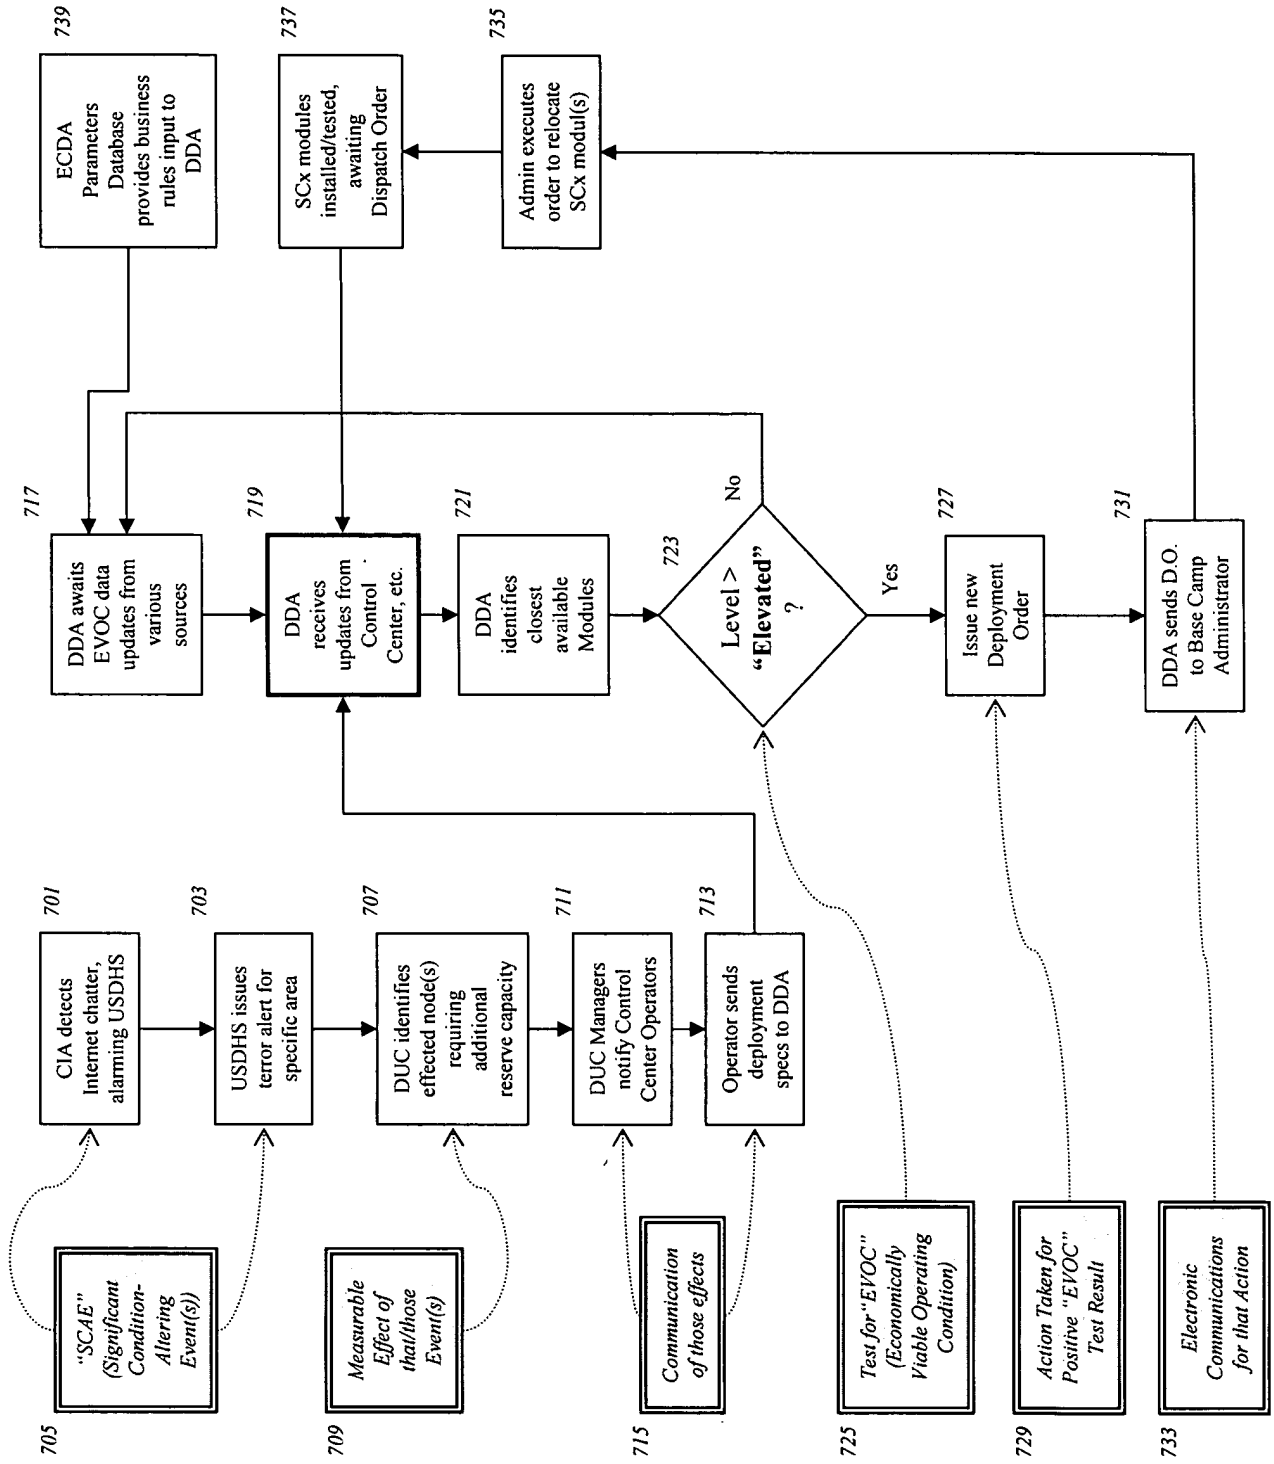 701
CIA detects
Internet chatter,
alarming USDHS
703
USDHS issues
terror alert for
specific area
705
“SCAE”
(Significant
Condition-
Altering
Event(s))
707
DUC identifies
effected node(s)
requiring
additional
reserve capacity
709
Measurable
Effect of
that/those
Event(s)
711
DUC Managers
notify Control
Center Operators
713
Operator sends
deployment
specs to DDA
715
Communication
of those effects
717
DDA awaits
EVOC data
updates from
various
sources
719
DDA
receives
updates from
Control
Center, etc.
721
DDA
identifies
closest
available
Modules
723
Level >
“Elevated”
?
No
Yes
725
Test for “EVOC”
(Economically
Viable Operating
Condition)
727
Issue new
Deployment
Order
729
Action Taken for
Positive “EVOC”
Test Result
731
DDA sends D.O.
to Base Camp
Administrator
733
Electronic
Communications
for that Action
735
Admin executes
order to relocate
SCx modul(s)
737
SCx modules
installed/tested,
awaiting
Dispatch Order
739
ECDA
Parameters
Database
provides business
rules input to
DDA